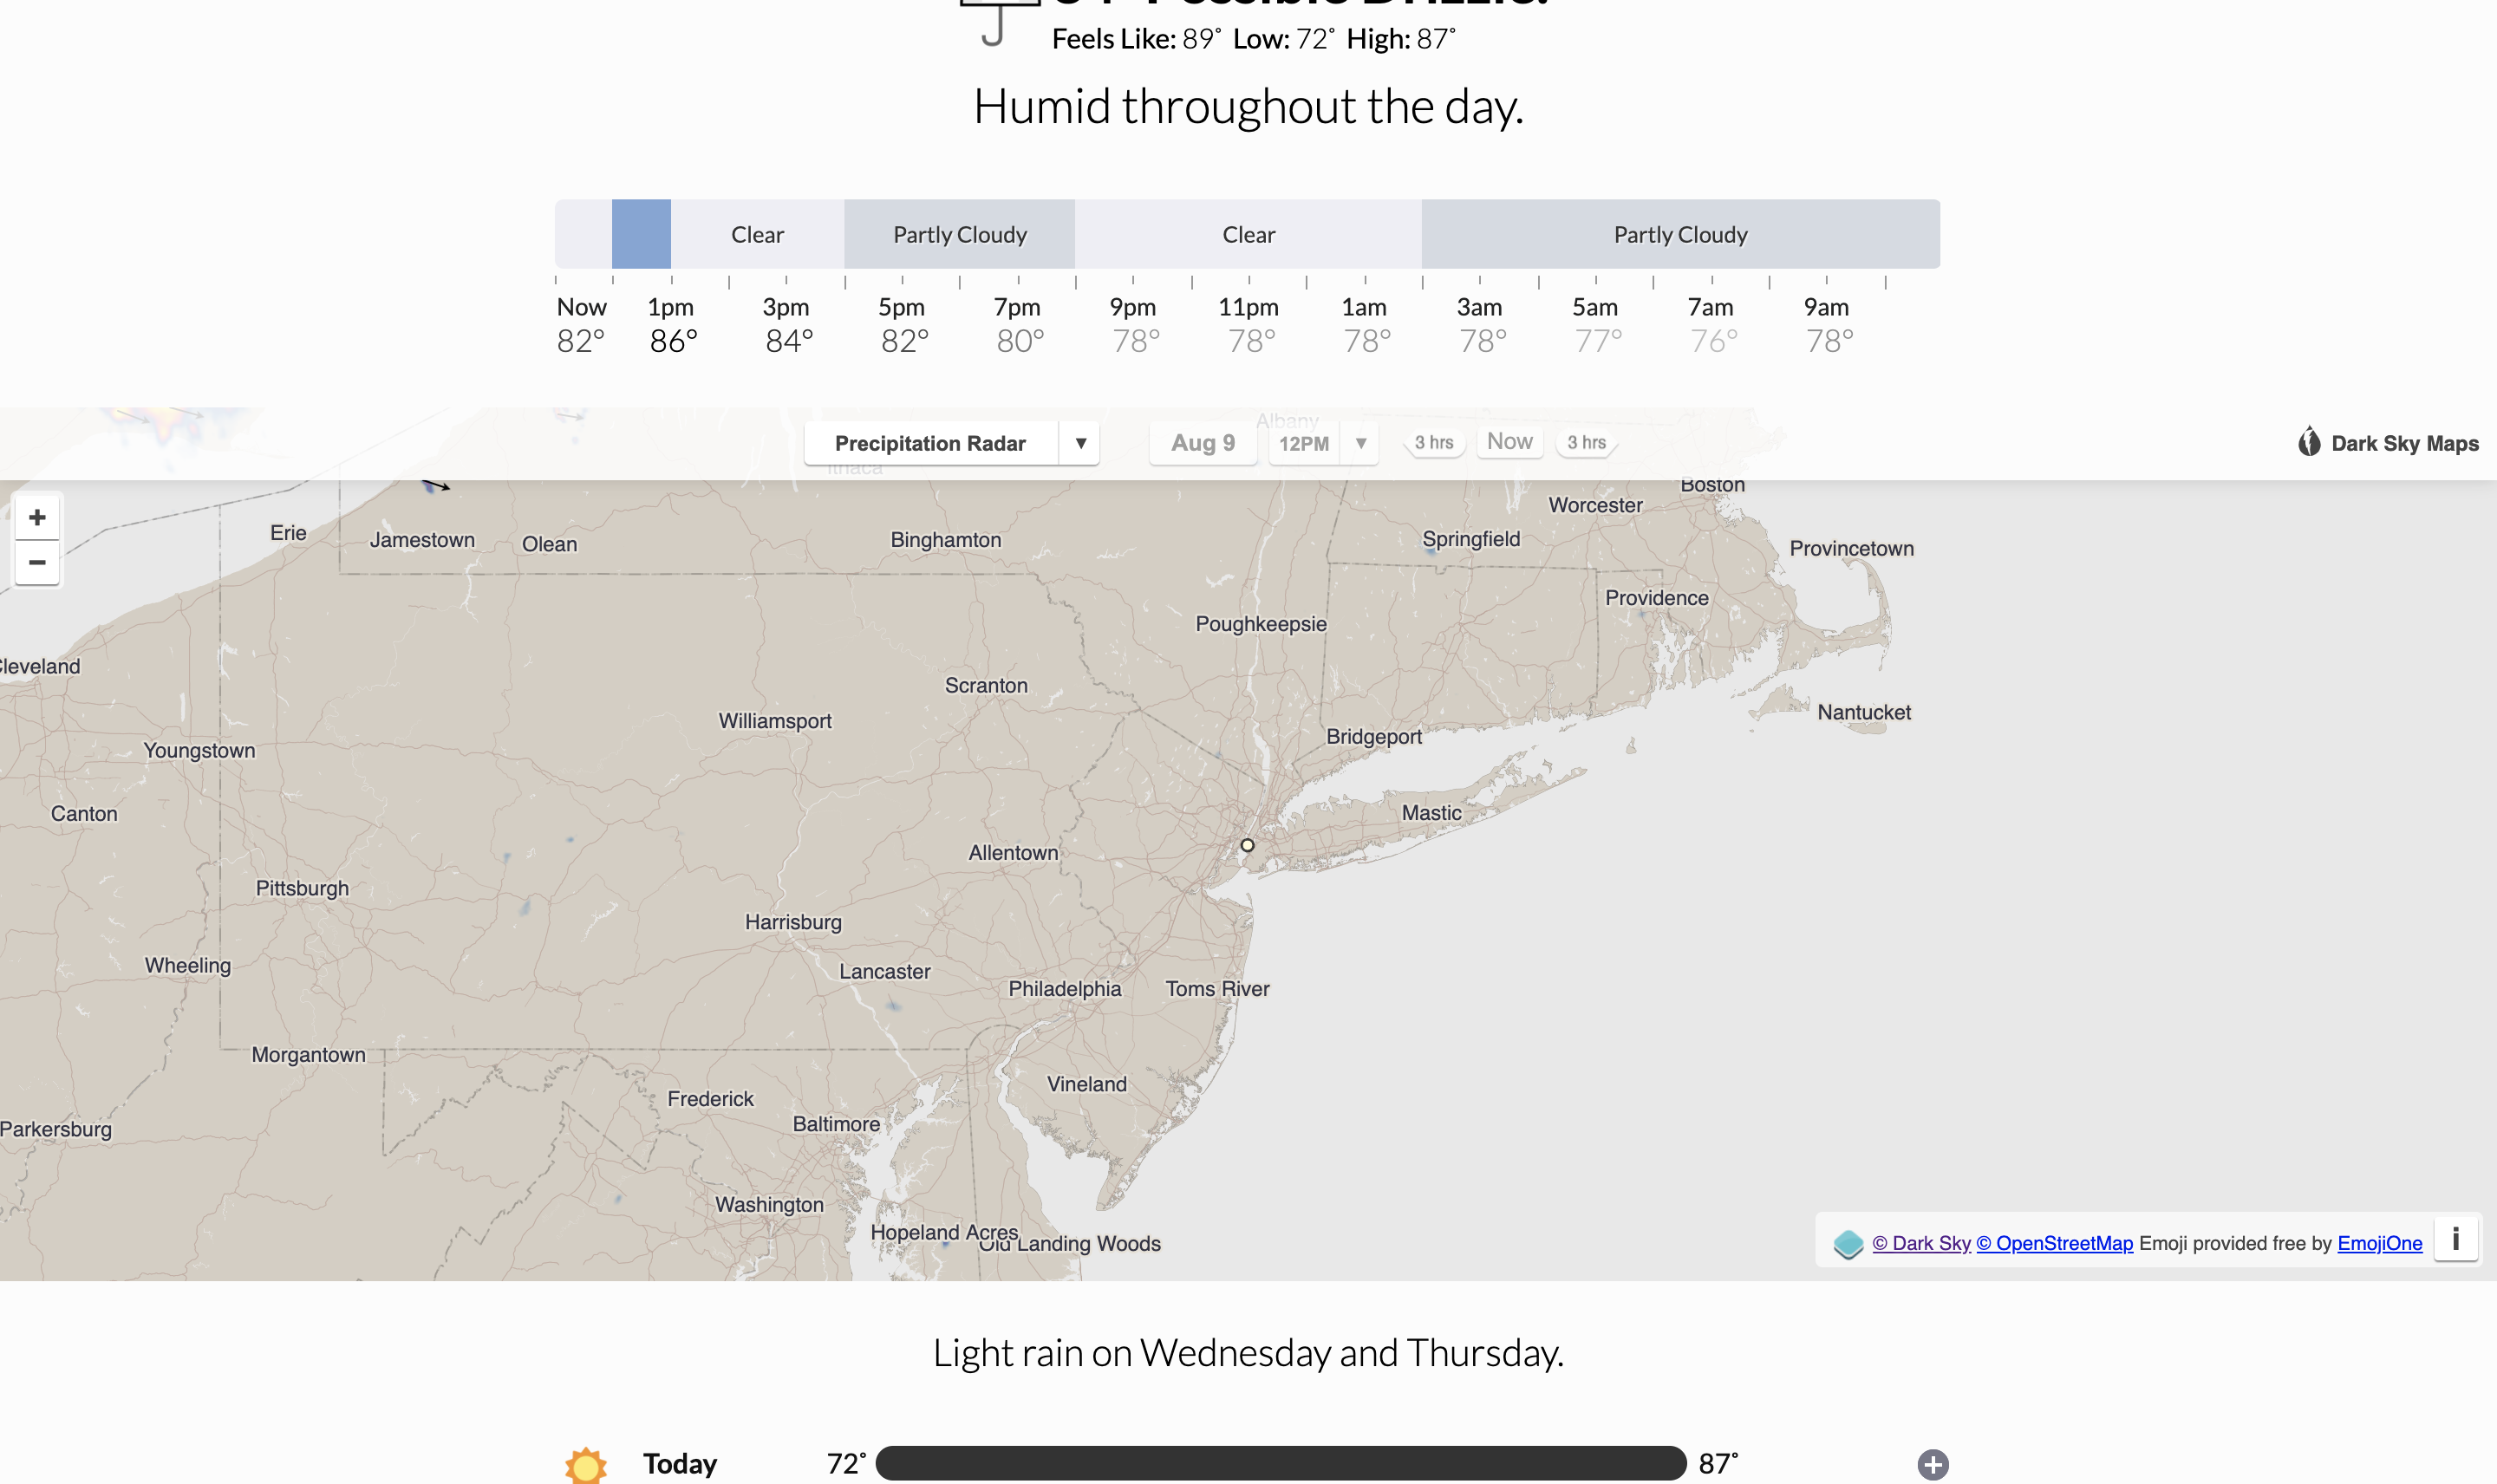 Feels Like: 89˚ Low: 72˚ High: 87˚
Humid throughout the day.
Clear Partly Cloudy Clear Partly Cloudy
Now 1pm 3pm 5pm 7pm 9pm 11pm 1am 3am 5am 7am 9am
82° 86° 84° 82° 80° 78° 78° 78° 78° 77° 76° 78°
Albany
Precipitation Radar ▼ Aug 9 12PM ▼ 3 hrs Now 3 hrs Dark Sky Maps
Ithaca
Boston
+
Worcester
Erie Jamestown Olean Binghamton Springfield
Provincetown
−
Providence
Poughkeepsie
Cleveland
Scranton
Nantucket
Williamsport
Bridgeport
Youngstown
Canton
Mastic
Allentown
Pittsburgh
Harrisburg
Wheeling
Lancaster
Philadelphia Toms River
Morgantown
Vineland
Frederick
Baltimore
Parkersburg
Washington
Hopeland Acres
Old Landing Woods
© Dark Sky © OpenStreetMap Emoji provided free by EmojiOne i
Light rain on Wednesday and Thursday.
Today 72˚ 87˚ +